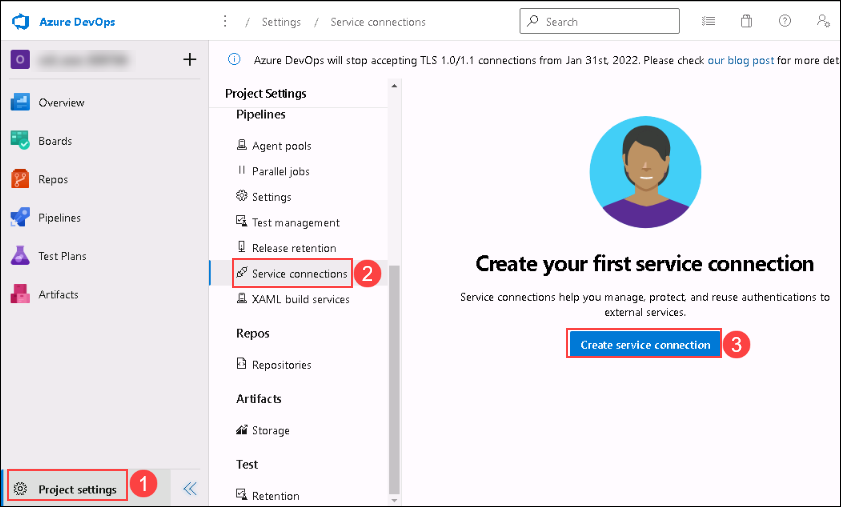 Azure DevOps
/ Settings / Service connections
Search
O
Azure DevOps will stop accepting TLS 1.0/1.1 connections from Jan 31st, 2022. Please check our blog post for more det
Overview
Boards
Repos
Pipelines
Test Plans
Artifacts
Project settings
1
Project Settings
Pipelines
Agent pools
Parallel jobs
Settings
Test management
Release retention
Service connections
2
XAML build services
Repos
Repositories
Artifacts
Storage
Test
Retention
Create your first service connection
Service connections help you manage, protect, and reuse authentications to
external services.
Create service connection
3